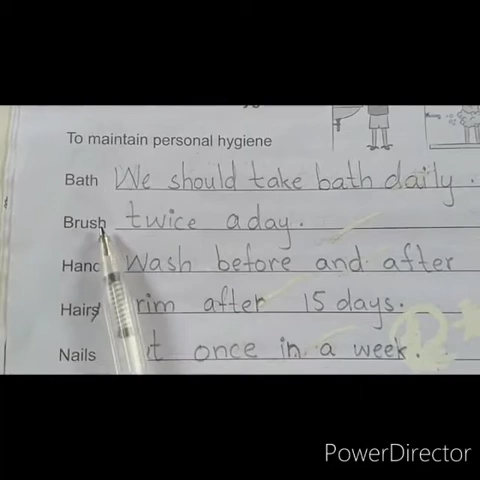 To maintain personal hygiene
Bath We should take bath daily.
Brush twice a day.
wash before and after
Hairs after 15 days.
Nails once in a week.
PowerDirector